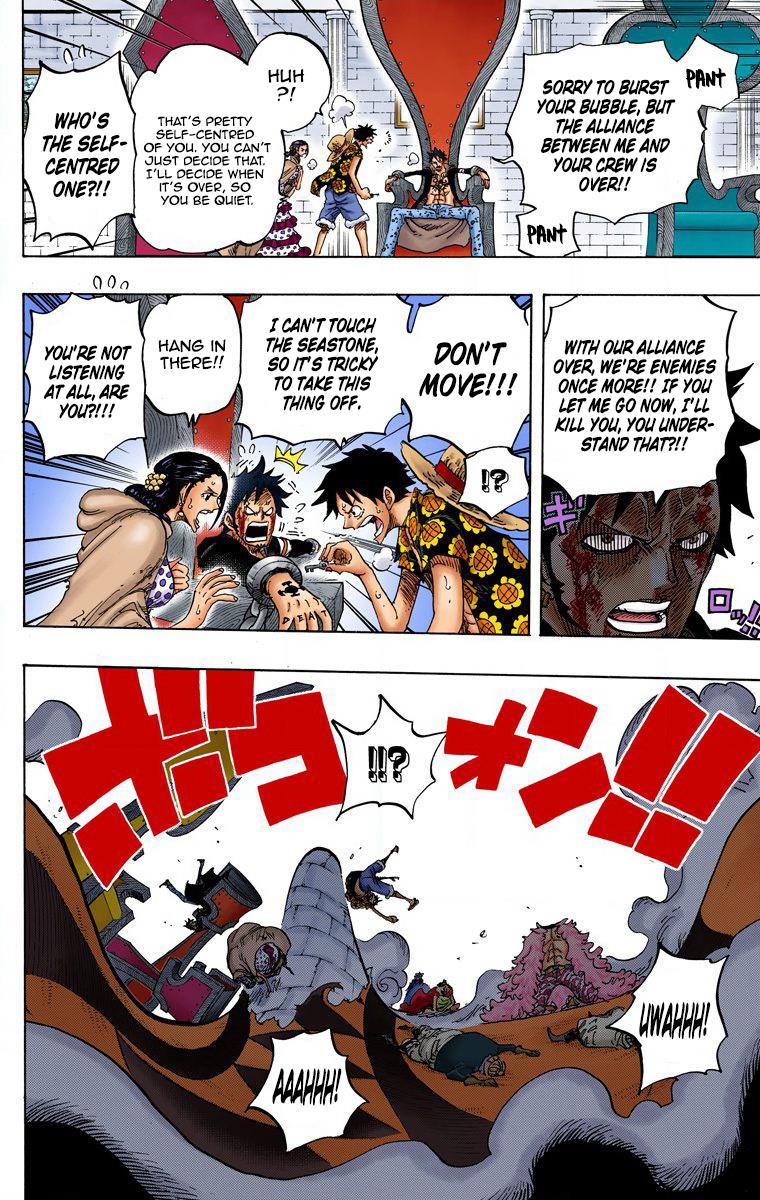 PANT
SORRY TO BURST
YOUR BUBBLE, BUT
THE ALLIANCE
BETWEEN ME AND
YOUR CREW IS
OVER!!
PANT
HUH
?!
THAT'S PRETTY
SELF-CENTRED
OF YOU. YOU CAN'T
JUST DECIDE THAT.
I'LL DECIDE WHEN
IT'S OVER, SO
YOU BE QUIET.
WHO'S
THE SELF-
CENTRED
ONE?!!
WITH OUR ALLIANCE
OVER, WE'RE ENEMIES
ONCE MORE!! IF YOU
LET ME GO NOW, I'LL
KILL YOU, YOU UNDER-
STAND THAT?!!
ギ
ロッ!!
DON'T
MOVE!!!
I CAN'T TOUCH
THE SEASTONE,
SO IT'S TRICKY
TO TAKE THIS
THING OFF.
HANG IN
THERE!!
YOU'RE NOT
LISTENING
AT ALL, ARE
YOU?!!!
!?
DEAT
ボコオン!!!
!!?
UWAHHH!
AAAHHH!